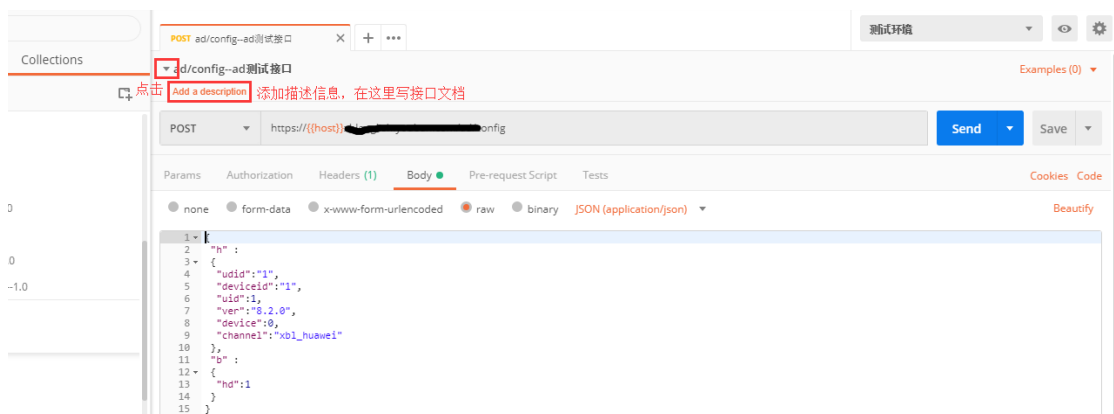 POST ad/config--ad测试接口 × + •••
测试环境
Collections
ad/config--ad测试接口
Examples (0)
点击 Add a description 添加描述信息，在这里写接口文档
POST https://{{host}} onfig Send Save
Params Authorization Headers (1) Body Pre-request Script Tests Cookies Code
none form-data x-www-form-urlencoded raw binary JSON (application/json) Beautify
0
.0
--1.0
1 {
2 "h" :
3 {
4 "udid":"1",
5 "deviceid":"1",
6 "uid":1,
7 "ver":"8.2.0",
8 "device":0,
9 "channel":"xbl_huawei"
10 },
11 "b" :
12 {
13 "hd":1
14 }
15 }